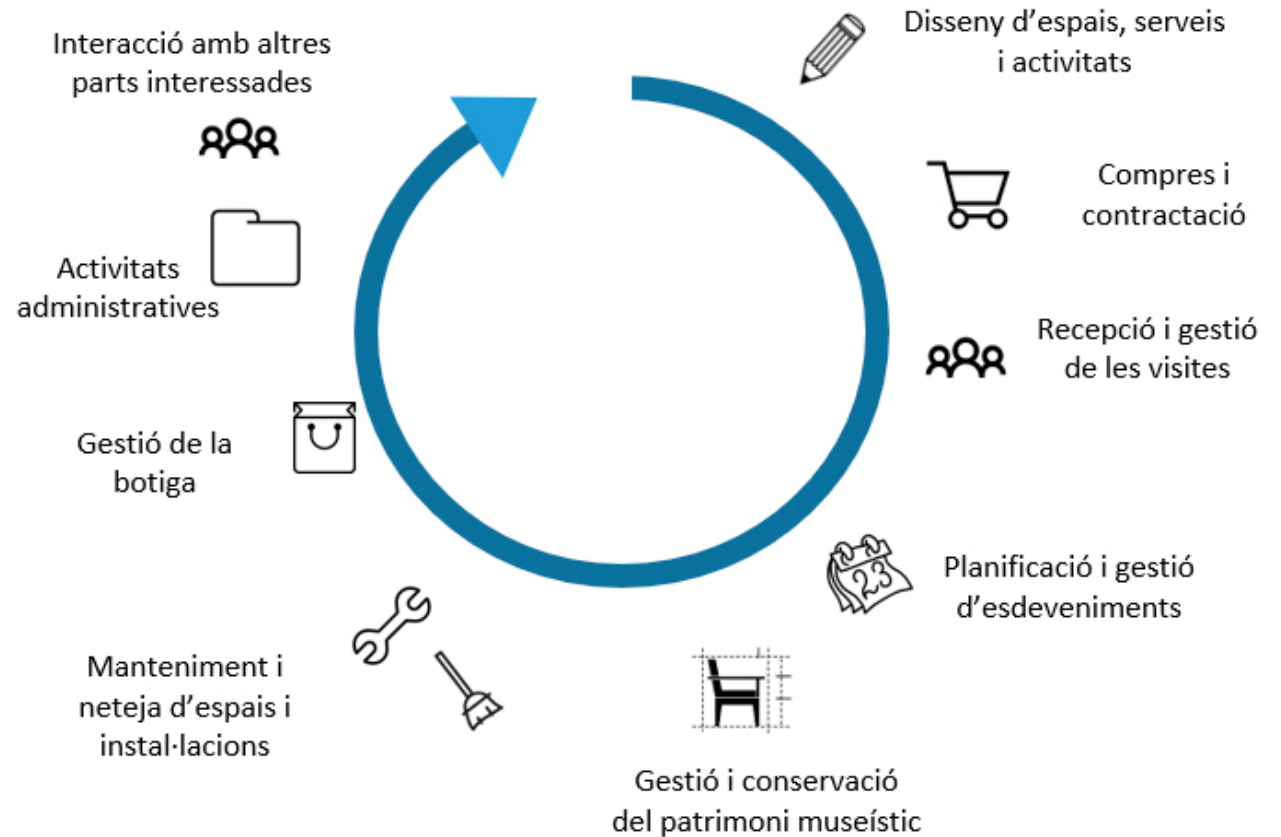 Disseny d’espais, serveis
i activitats
Compres i
contractació
Recepció i gestió
de les visites
23
Planificació i gestió
d’esdeveniments
Gestió i conservació
del patrimoni museístic
Manteniment i
neteja d’espais i
instal·lacions
Gestió de la
botiga
Activitats
administratives
Interacció amb altres
parts interessades